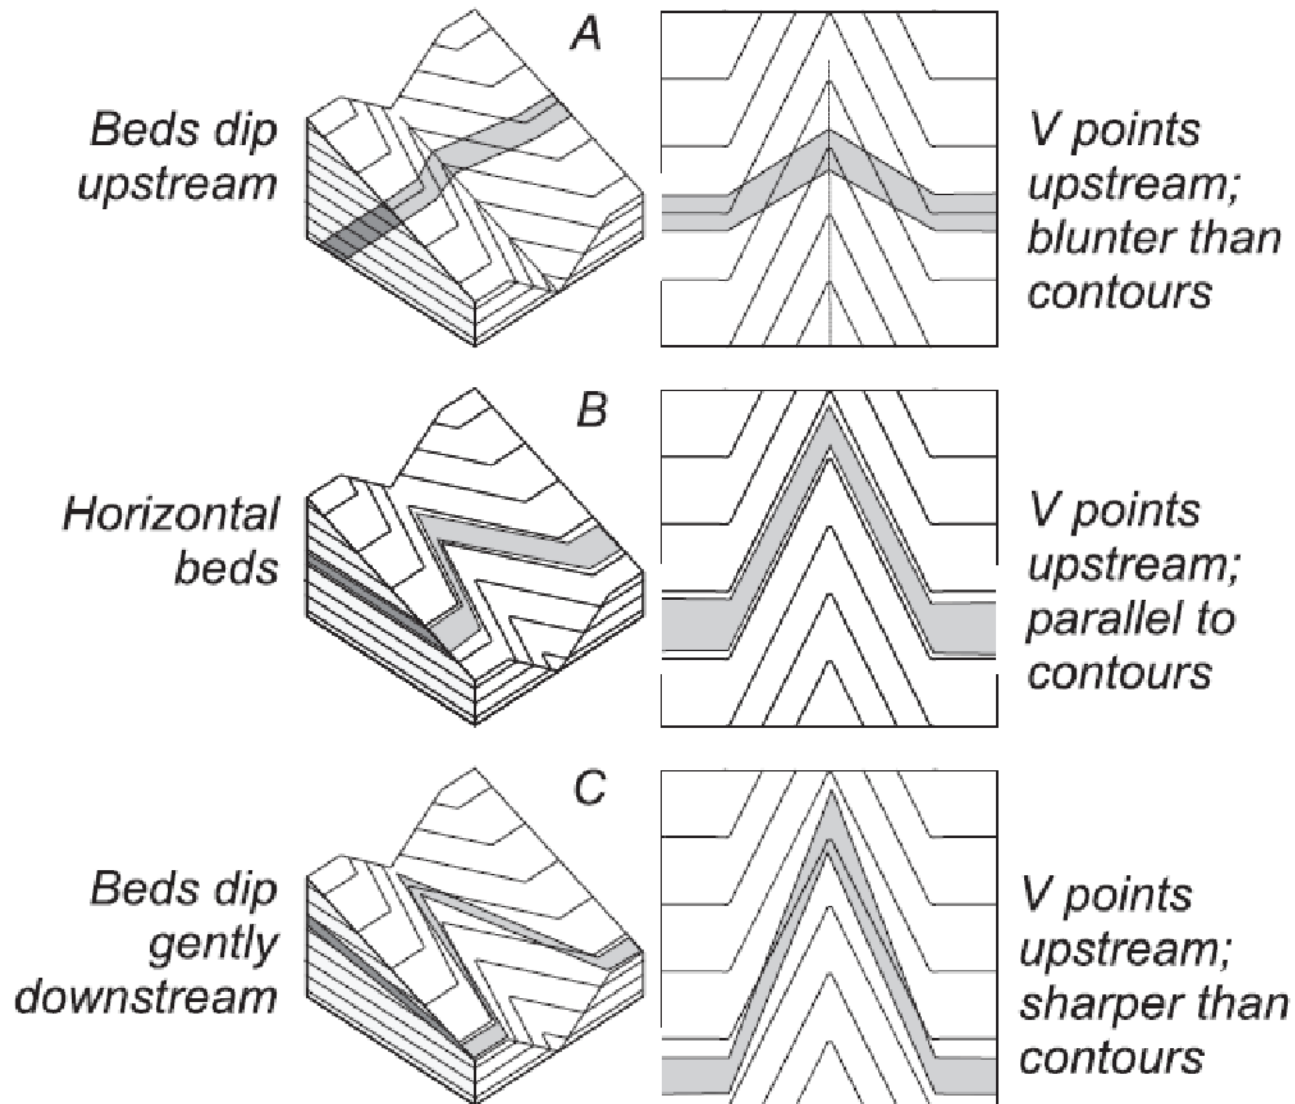 A
Beds dip
upstream
V points
upstream;
blunter than
contours
B
Horizontal
beds
V points
upstream;
parallel to
contours
C
Beds dip
gently
downstream
V points
upstream;
sharper than
contours